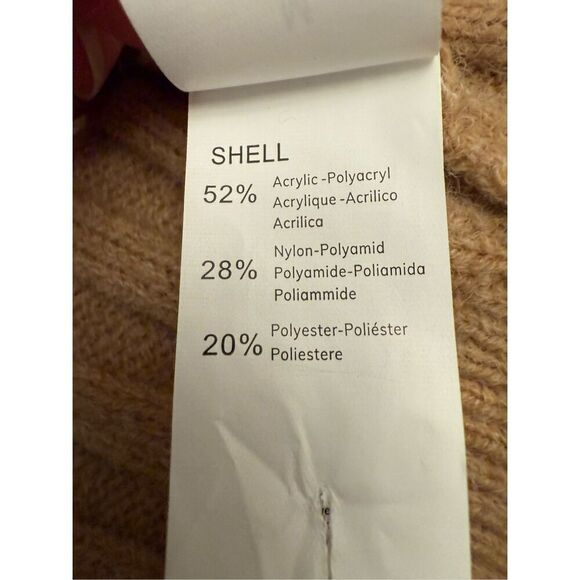 SHELL
52% Acrylic-Polyacryl
Acrylique-Acrilico
Acrilica
28% Nylon-Polyamid
Polyamide-Poliamida
Poliammide
20% Polyester-Poliéster
Poliestere